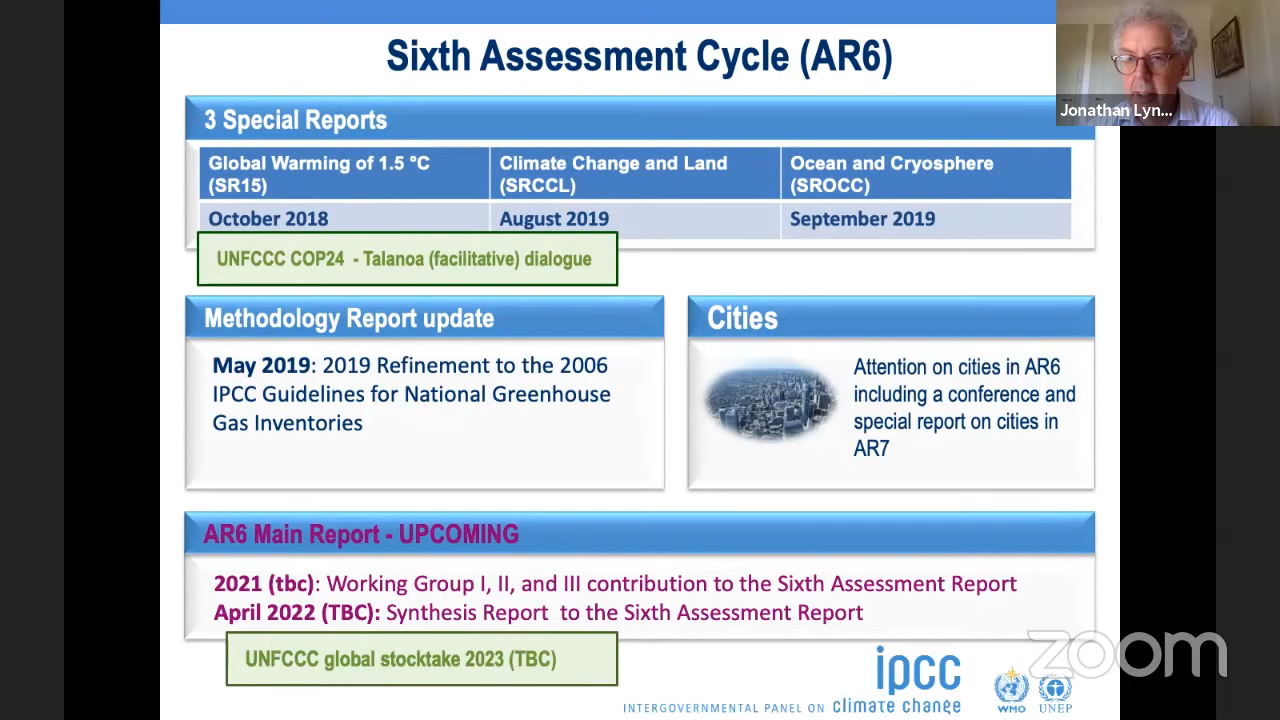 Sixth Assessment Cycle (AR6)
Jonathan Lyn...
3 Special Reports
Global Warming of 1.5 °C
(SR15)
Climate Change and Land
(SRCCL)
Ocean and Cryosphere
(SROCC)
October 2018
August 2019
September 2019
UNFCCC COP24 - Talanoa (facilitative) dialogue
Methodology Report update
May 2019: 2019 Refinement to the 2006
IPCC Guidelines for National Greenhouse
Gas Inventories
Cities
Attention on cities in AR6
including a conference and
special report on cities in
AR7
AR6 Main Report - UPCOMING
2021 (tbc): Working Group I, II, and III contribution to the Sixth Assessment Report
April 2022 (TBC): Synthesis Report to the Sixth Assessment Report
UNFCCC global stocktake 2023 (TBC)
zoom
ipcc
INTERGOVERNMENTAL PANEL ON climate change
WMO
UNEP